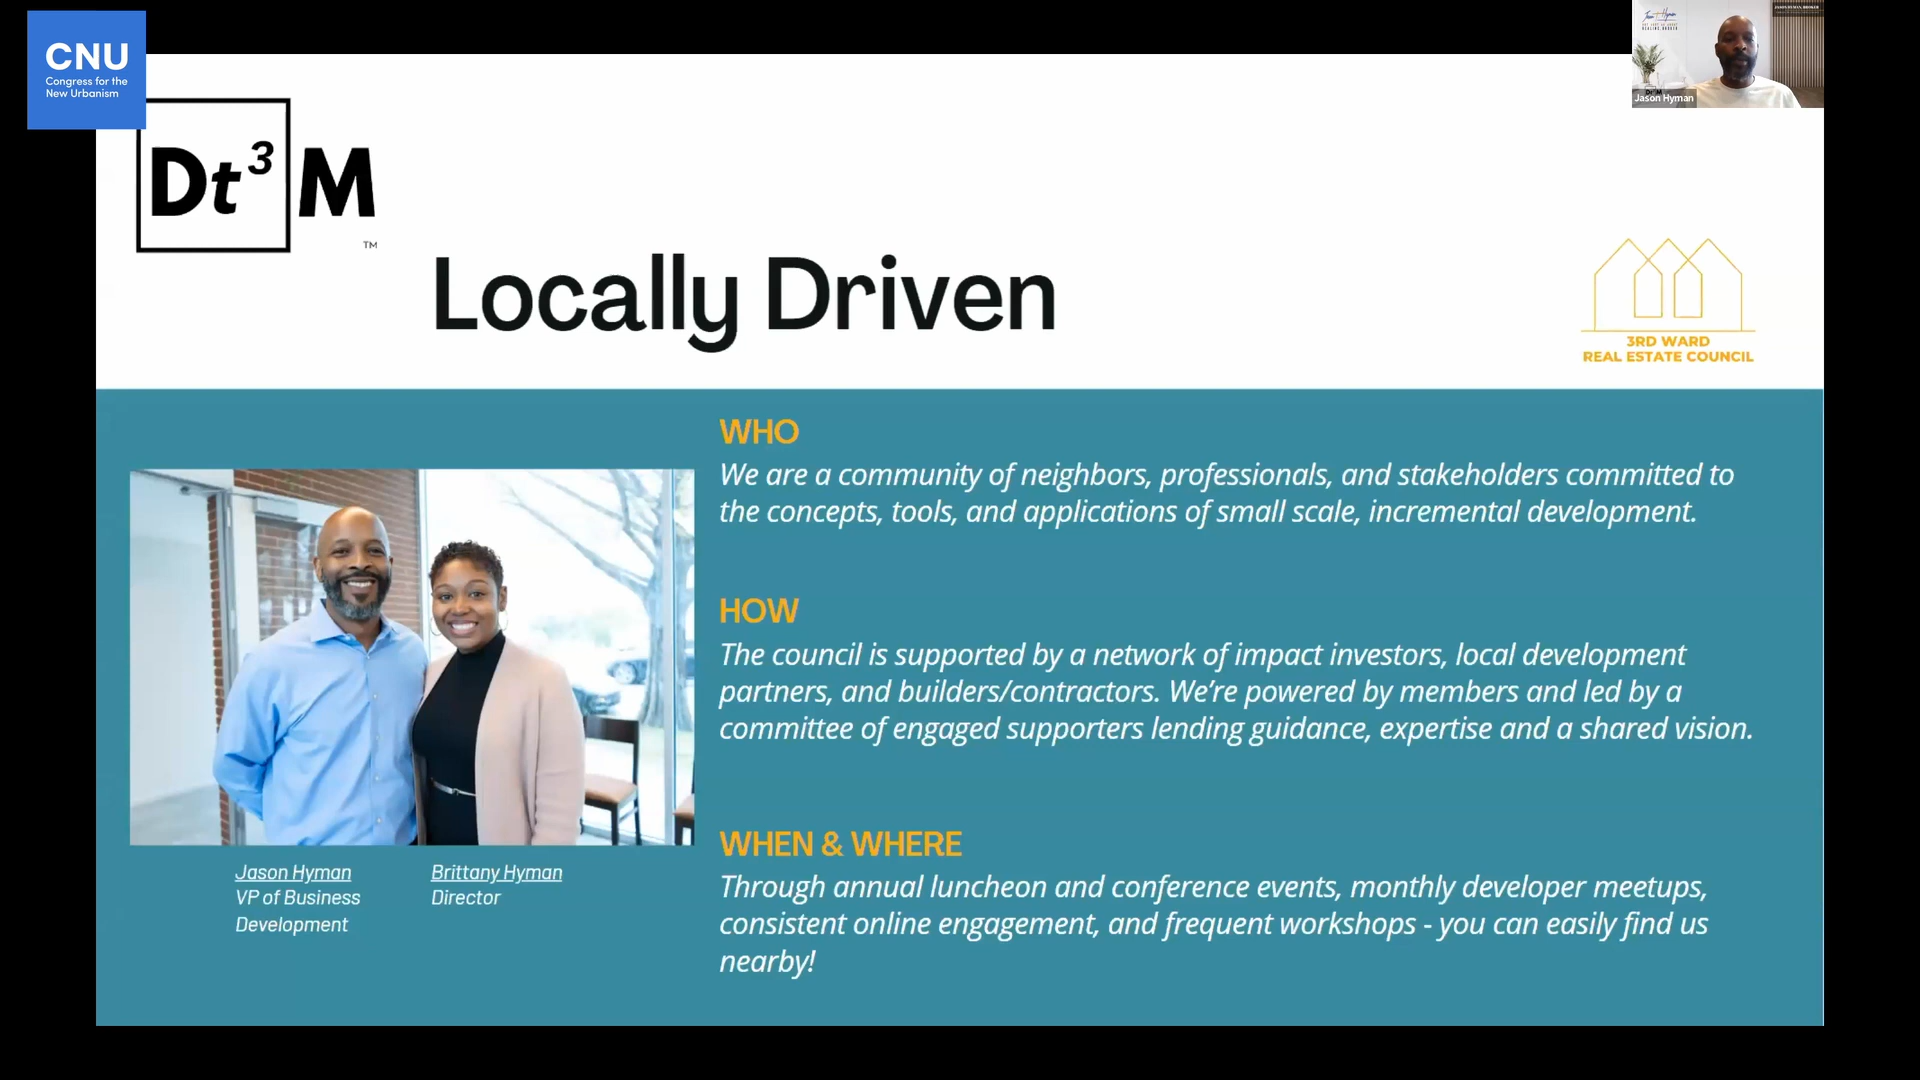 CNU
Congress for the
New Urbanism
Jason Hyman
Dt³M
TM
Locally Driven
3RD WARD
REAL ESTATE COUNCIL
WHO
We are a community of neighbors, professionals, and stakeholders committed to
the concepts, tools, and applications of small scale, incremental development.
HOW
The council is supported by a network of impact investors, local development
partners, and builders/contractors. We’re powered by members and led by a
committee of engaged supporters lending guidance, expertise and a shared vision.
WHEN & WHERE
Through annual luncheon and conference events, monthly developer meetups,
consistent online engagement, and frequent workshops - you can easily find us
nearby!
Jason Hyman
VP of Business
Development
Brittany Hyman
Director